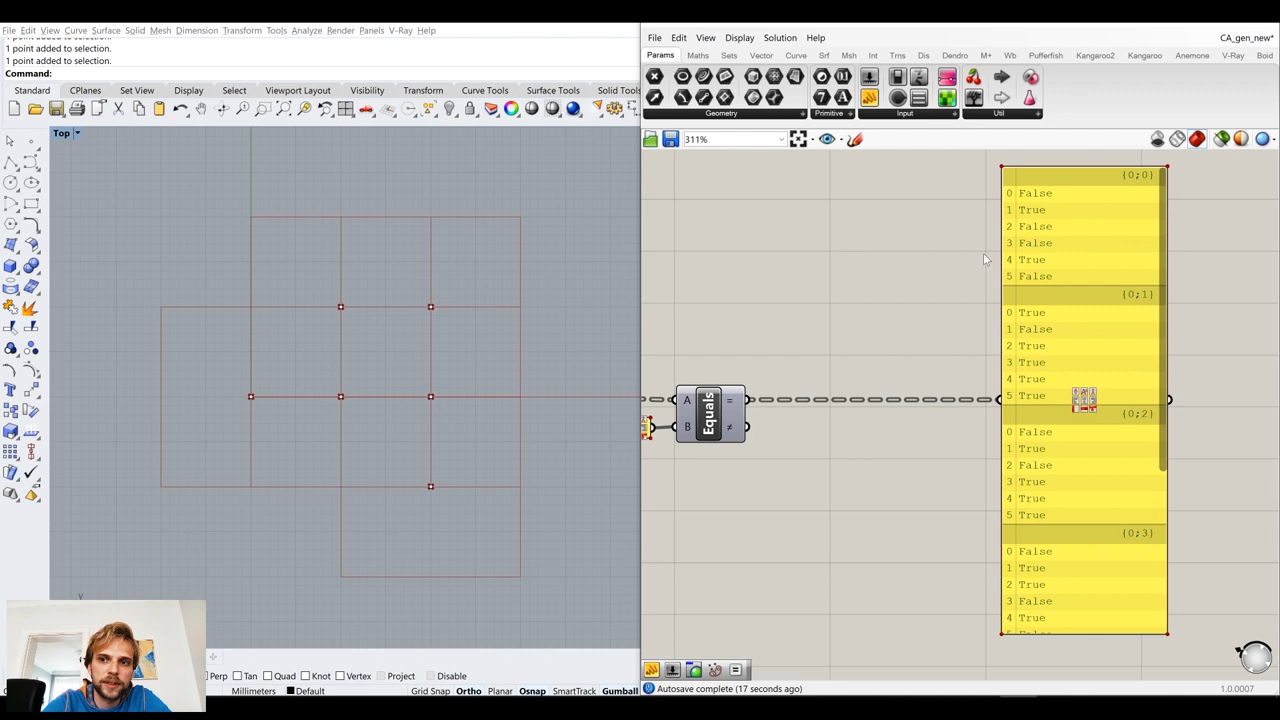 File Edit View Curve Surface Solid Mesh Dimension Transform Tools Analyze Render Panels V-Ray Help
1 point added to selection.
1 point added to selection.
Command:
Standard CPlanes Set View Display Select Viewport Layout Visibility Transform Curve Tools Surface Tools Solid Tools
Top
y
Perp Tan Quad Knot Vertex Project Disable
Millimeters Default Grid Snap Ortho Planar Osnap SmartTrack Gumball
File Edit View Display Solution Help CA_gen_new*
Params Maths Sets Vector Curve Srf Msh Int Trns Dis Dendro M+ Wb Pufferfish Kangaroo2 Kangaroo Anemone V-Ray Boid
Geometry Primitive Input Util
311%
{0;0}
0 False
1 True
2 False
3 False
4 True
5 False
{0;1}
0 True
1 False
2 True
3 True
4 True
5 True
{0;2}
0 False
1 True
2 False
3 True
4 True
5 True
{0;3}
0 False
1 True
2 True
3 False
4 True
A = Equals B ≠
Autosave complete (17 seconds ago) 1.0.0007